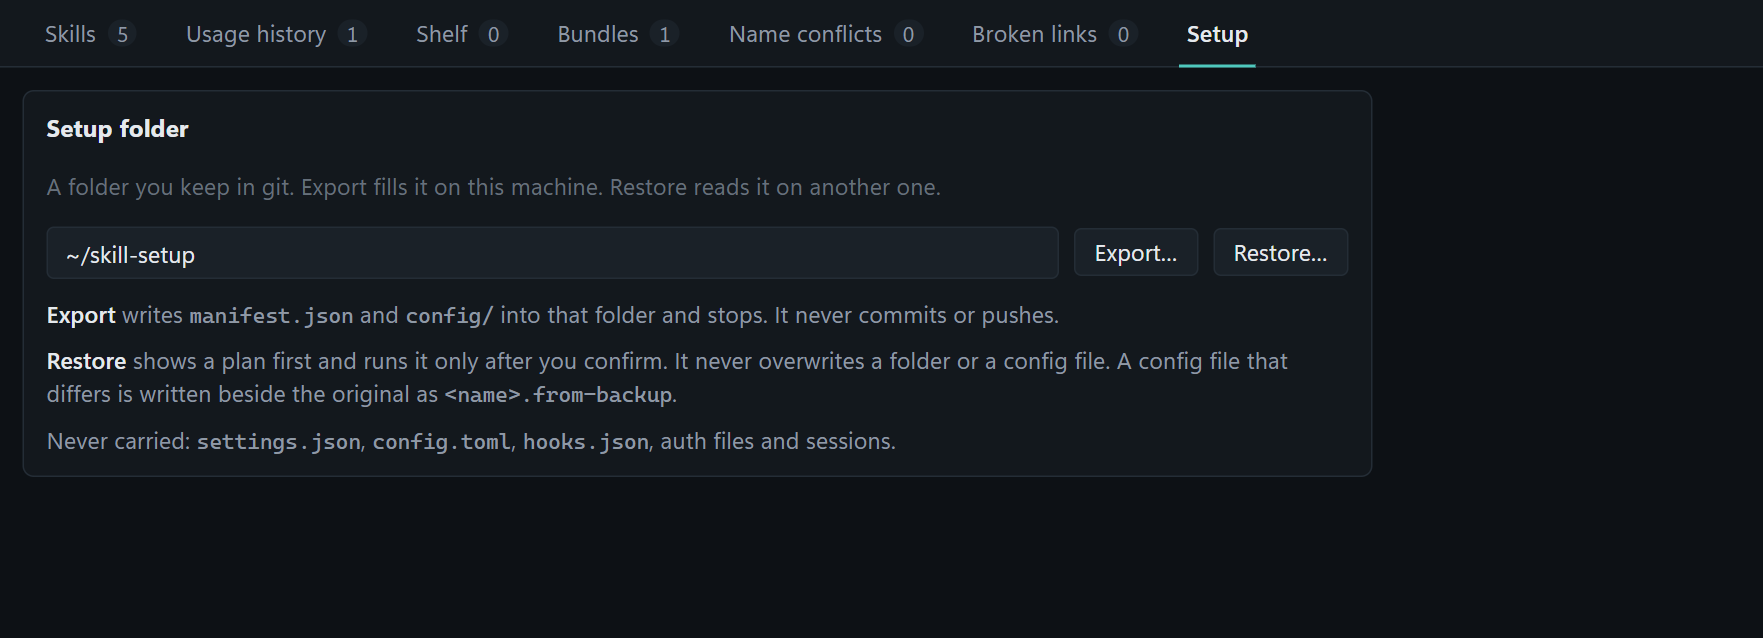 Skills 5 Usage history 1 Shelf 0 Bundles 1 Name conflicts 0 Broken links 0 Setup
Setup folder
A folder you keep in git. Export fills it on this machine. Restore reads it on another one.
~/skill-setup Export... Restore...
Export writes manifest.json and config/ into that folder and stops. It never commits or pushes.
Restore shows a plan first and runs it only after you confirm. It never overwrites a folder or a config file. A config file that
differs is written beside the original as <name>.from-backup.
Never carried: settings.json, config.toml, hooks.json, auth files and sessions.